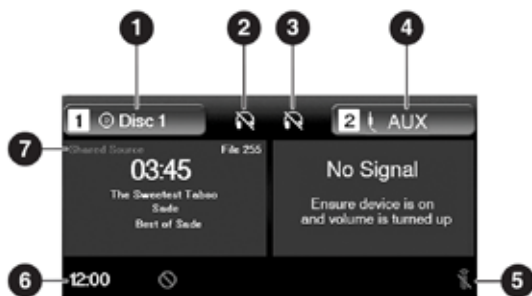 1 2 3 4
1 Disc 1 2 AUX
7 Shared Source File 255
03:45
The Sweetest Taboo
Sade
Best of Sade
No Signal
Ensure device is on
and volume is turned up
6 12:00 5